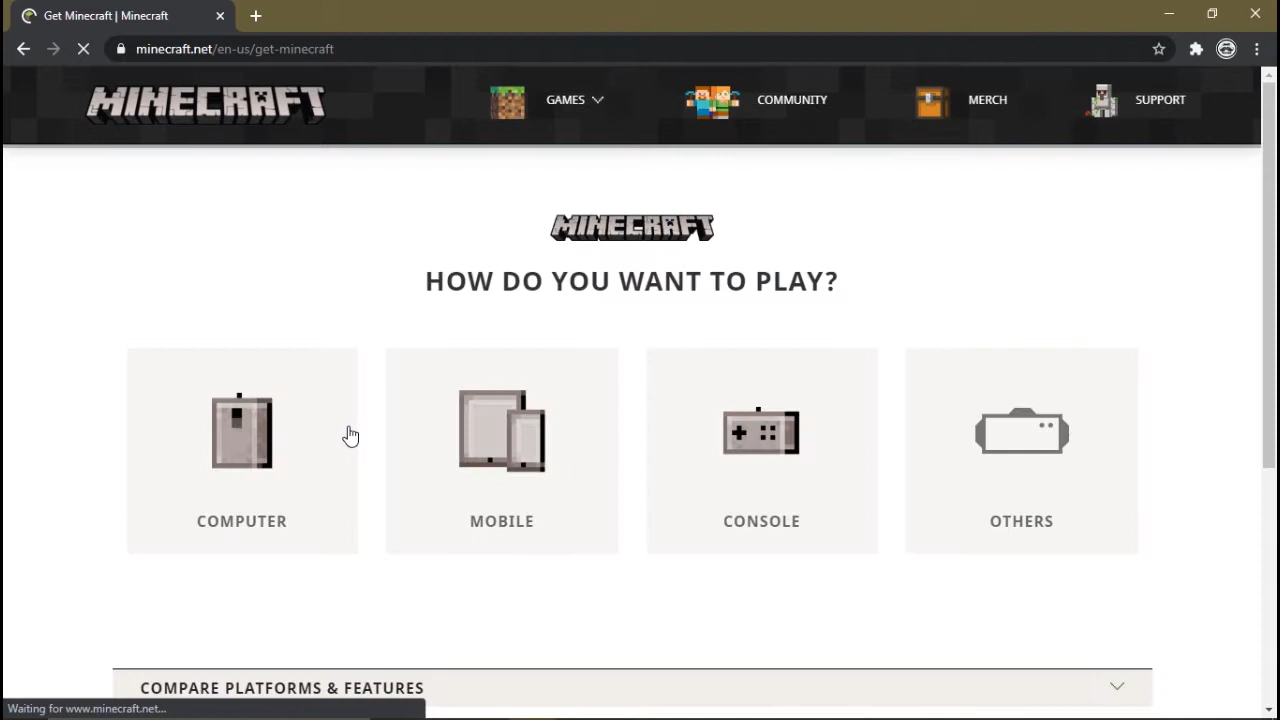 Get Minecraft | Minecraft
minecraft.net/en-us/get-minecraft
MINECRAFT
GAMES
COMMUNITY
MERCH
SUPPORT
MINECRAFT
HOW DO YOU WANT TO PLAY?
COMPUTER
MOBILE
CONSOLE
OTHERS
COMPARE PLATFORMS & FEATURES
Waiting for www.minecraft.net...